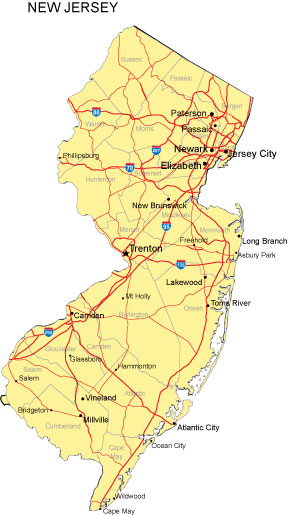 NEW JERSEY
Sussex
Passaic
Bergen
Paterson
Passaic
Warren
Morris
Newark
Jersey City
Phillipsburg
Elizabeth
Hunterdon
New Brunswick
Middlesex
Mercer
Monmouth
Long Branch
Freehold
Trenton
Asbury Park
Lakewood
Mt Holly
Toms River
Ocean
Camden
Burlington
Gloucester
Camden
Glassboro
Hammonton
Salem
Salem
Atlantic
Vineland
Bridgeton
Millville
Atlantic City
Cumberland
Cape
May
Ocean City
Wildwood
Cape May